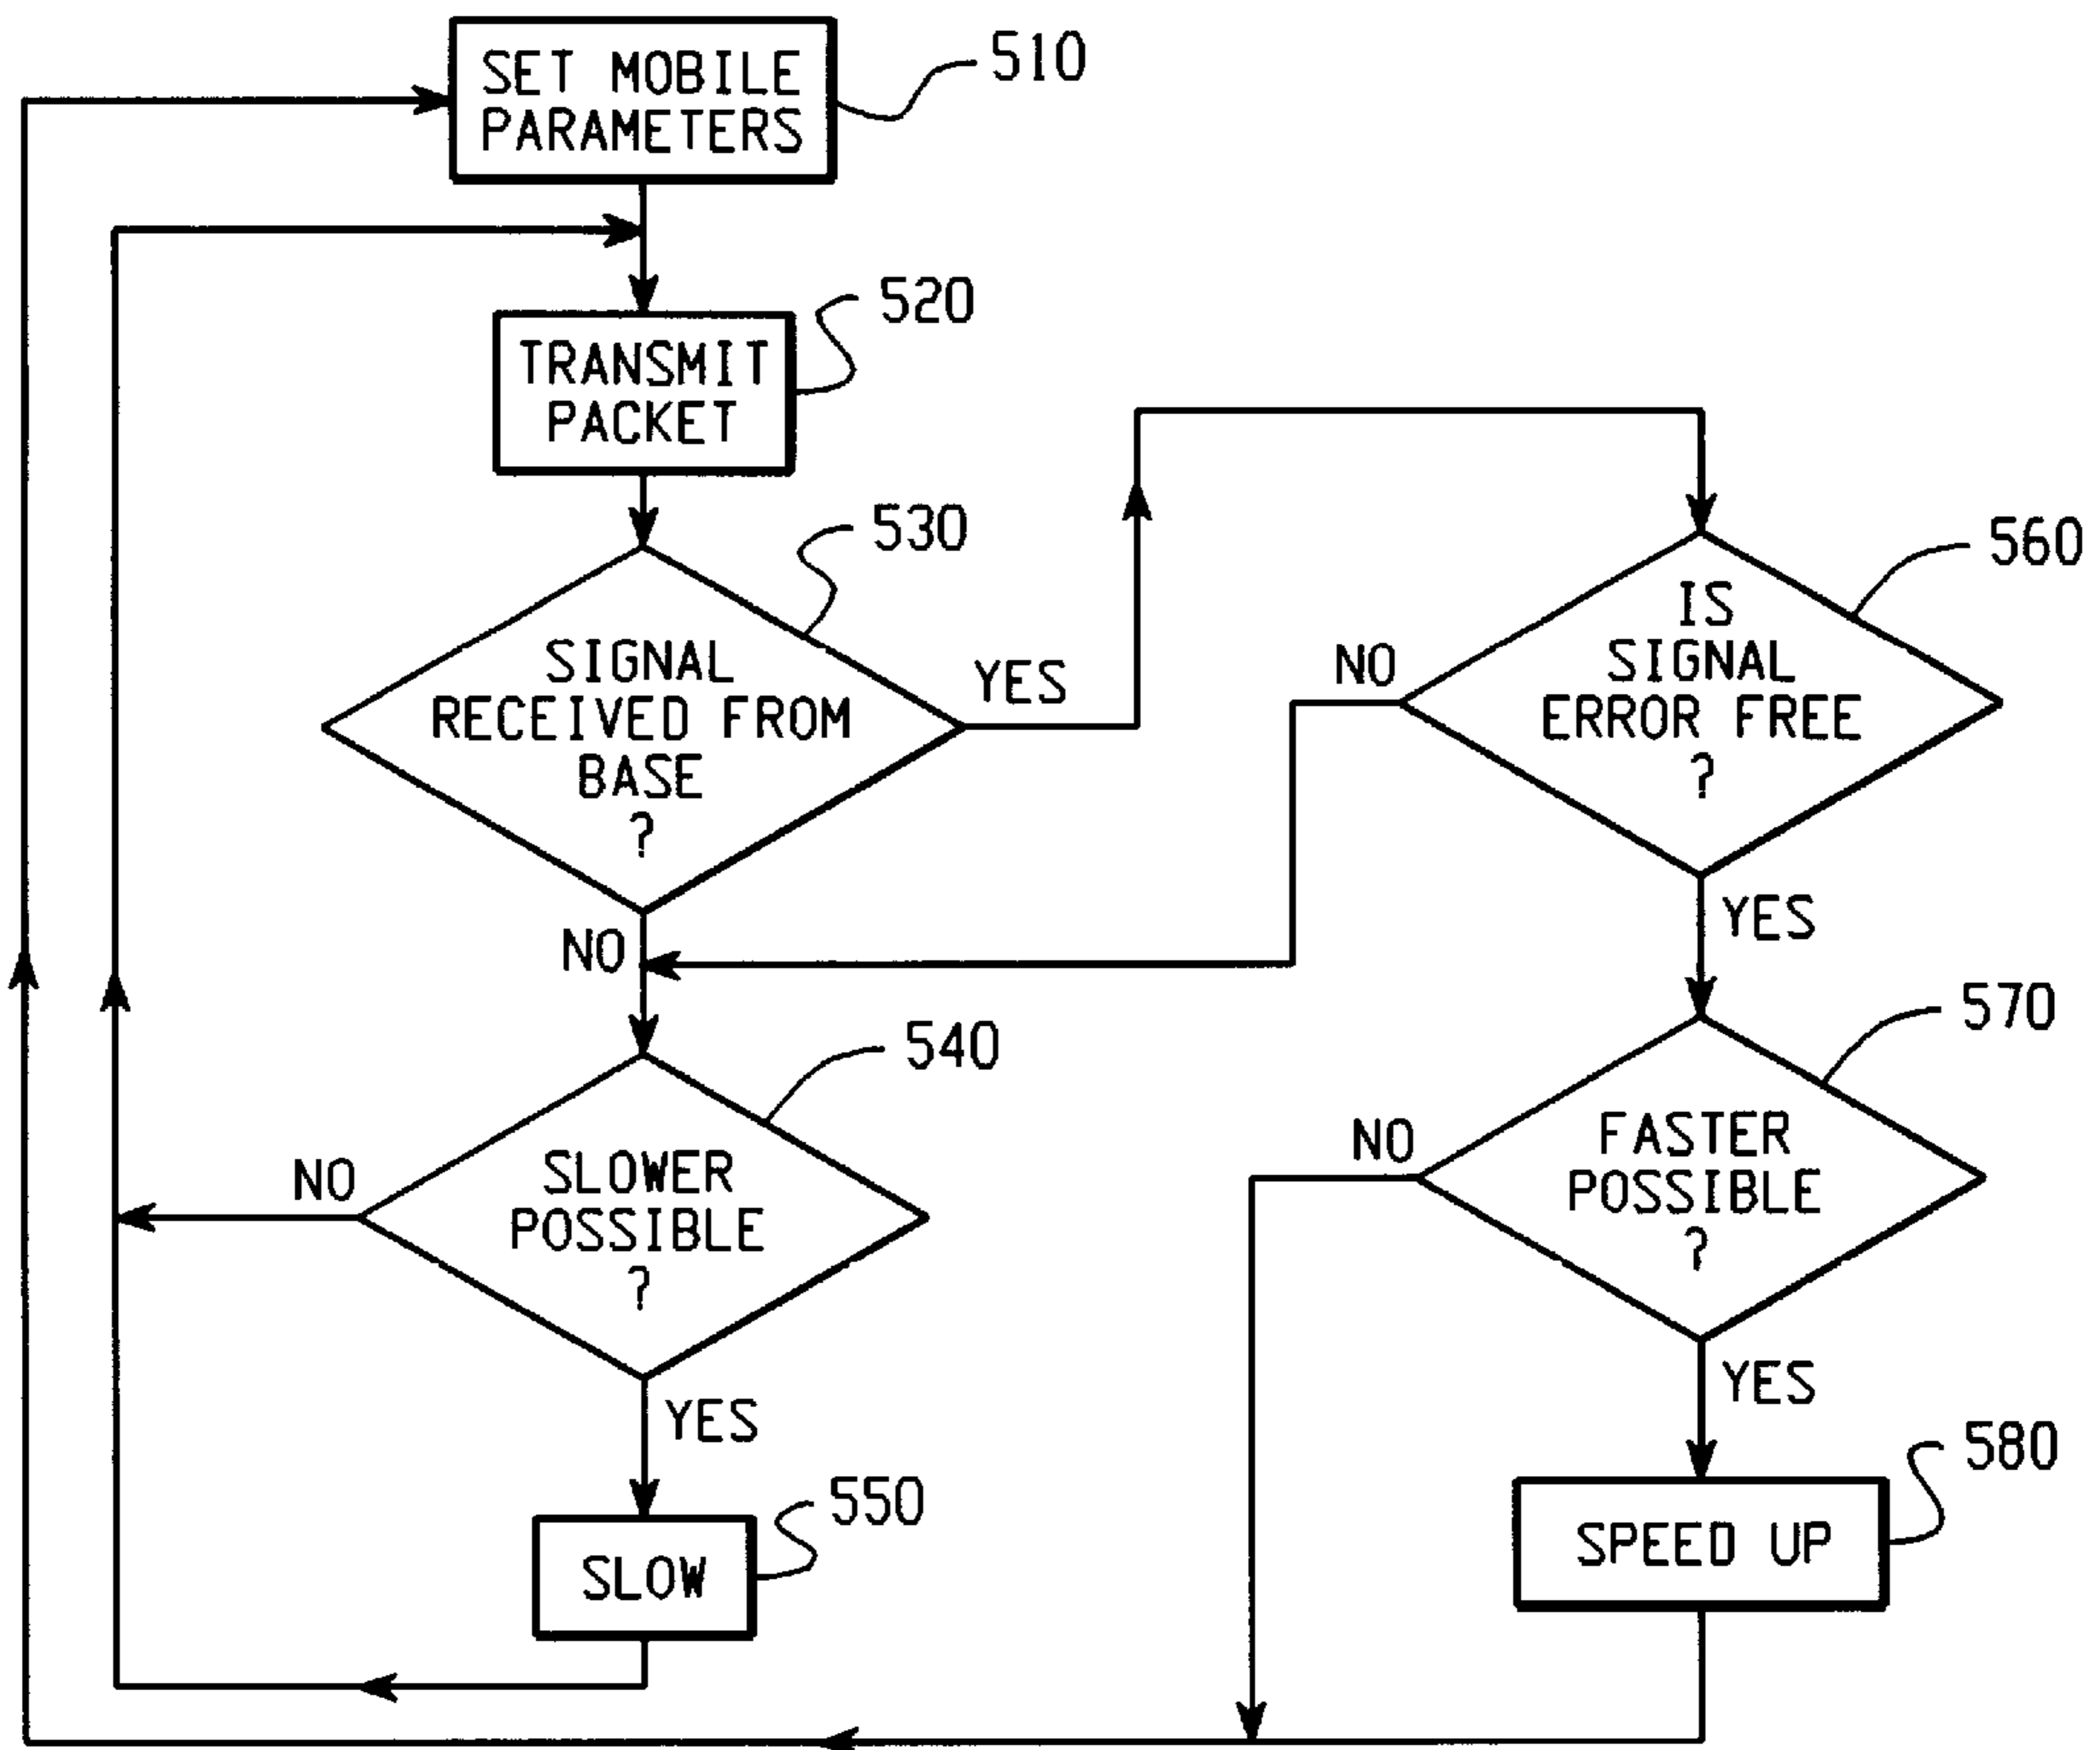 SET MOBILE
PARAMETERS
510
TRANSMIT
PACKET
520
SIGNAL
RECEIVED FROM
BASE
?
530
YES
NO
IS
SIGNAL
ERROR FREE
?
560
NO
YES
SLOWER
POSSIBLE
?
540
NO
YES
FASTER
POSSIBLE
?
570
NO
YES
SLOW
550
SPEED UP
580